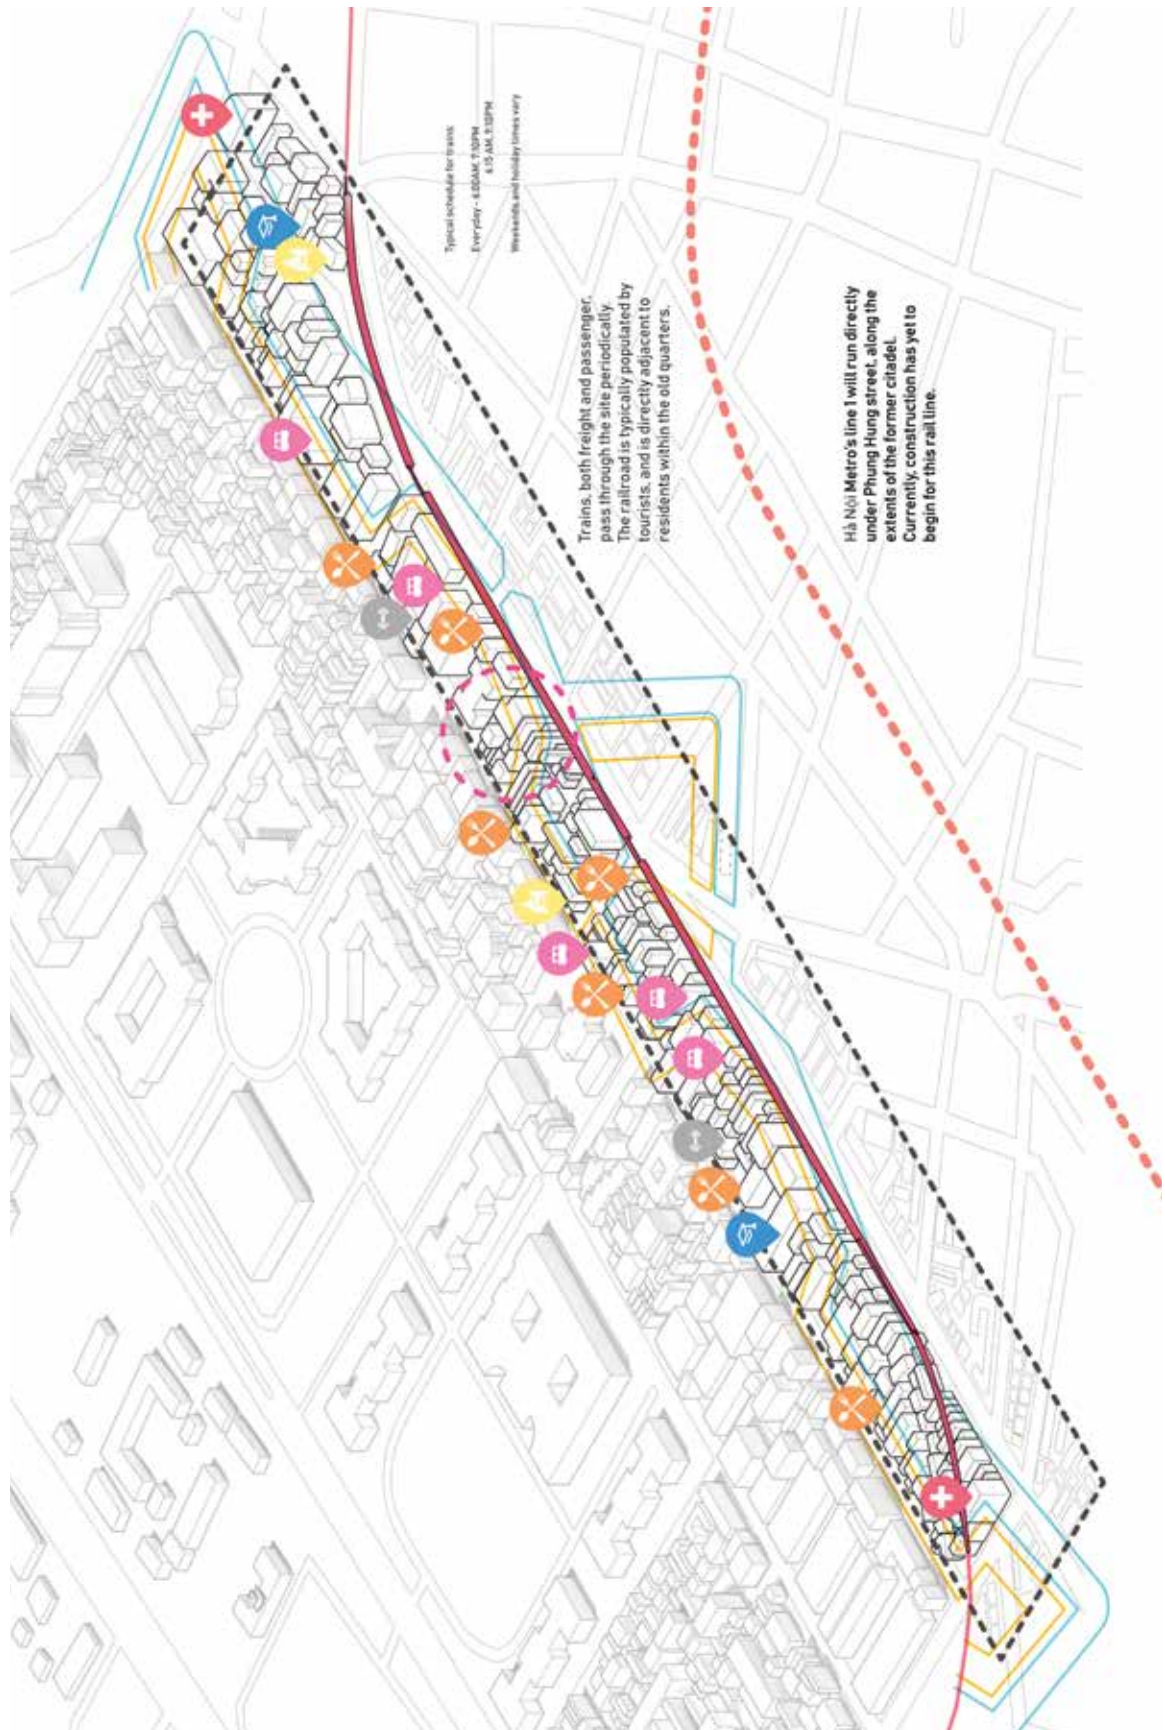 Typical schedule for trains:
Everyday - 6:00AM, 7:10PM
6:15 AM, 9:10PM
Weekends and holiday times vary
Trains, both freight and passenger,
pass through the site periodically.
The railroad is typically populated by
tourists, and is directly adjacent to
residents within the old quarters.
Hà Nội Metro's line 1 will run directly
under Phung Hung street, along the
extents of the former citadel.
Currently, construction has yet to
begin for this rail line.